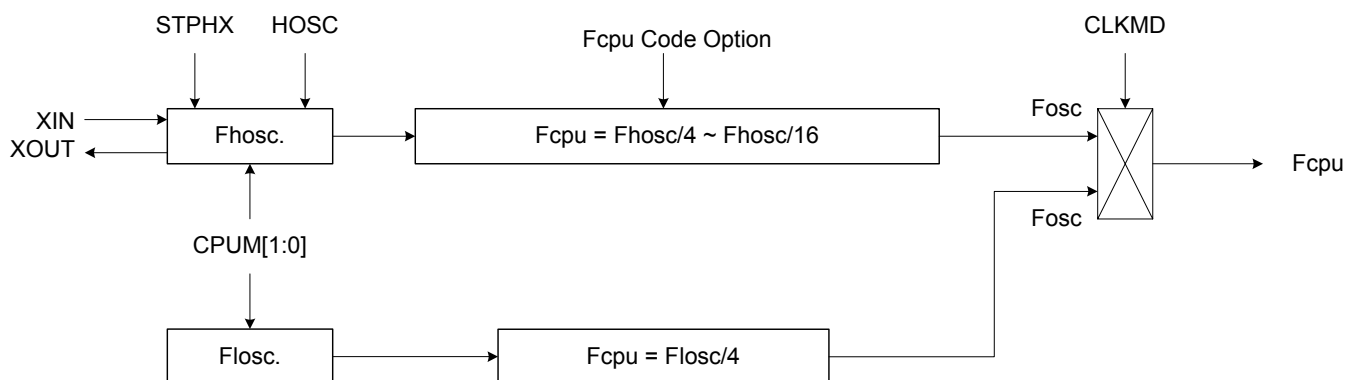 STPHX
HOSC
Fcpu Code Option
CLKMD
XIN
XOUT
Fhosc.
Fcpu = Fhosc/4 ~ Fhosc/16
Fosc
Fcpu
Fosc
CPUM[1:0]
Flosc.
Fcpu = Flosc/4